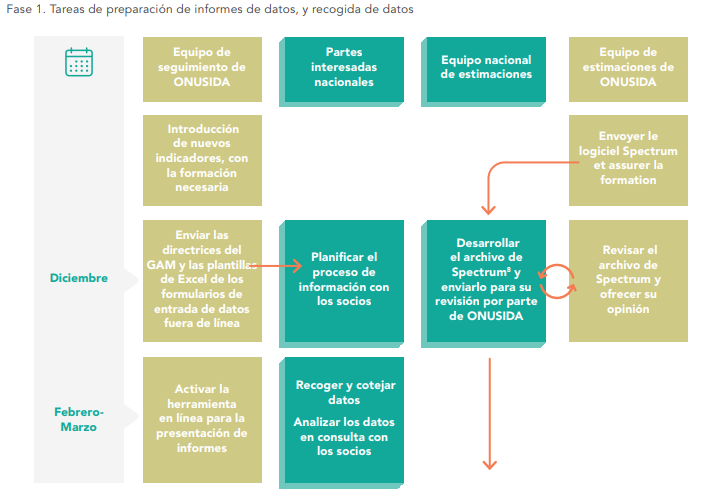 Fase 1. Tareas de preparación de informes de datos, y recogida de datos
Equipo de
seguimiento de
ONUSIDA
Partes
interesadas
nacionales
Equipo nacional
de estimaciones
Equipo de
estimaciones de
ONUSIDA
Introducción
de nuevos
indicadores, con
la formación
necesaria
Envoyer le
logiciel Spectrum
et assurer la
formation
Diciembre
Enviar las
directrices del
GAM y las plantillas
de Excel de los
formularios de
entrada de datos
fuera de línea
Planificar el
proceso de
información con
los socios
Desarrollar
el archivo de
Spectrum⁸ y
enviarlo para su
revisión por parte
de ONUSIDA
Revisar el
archivo de
Spectrum y
ofrecer su
opinión
Febrero-
Marzo
Activar la
herramienta
en línea para la
presentación de
informes
Recoger y cotejar
datos
Analizar los datos
en consulta con
los socios